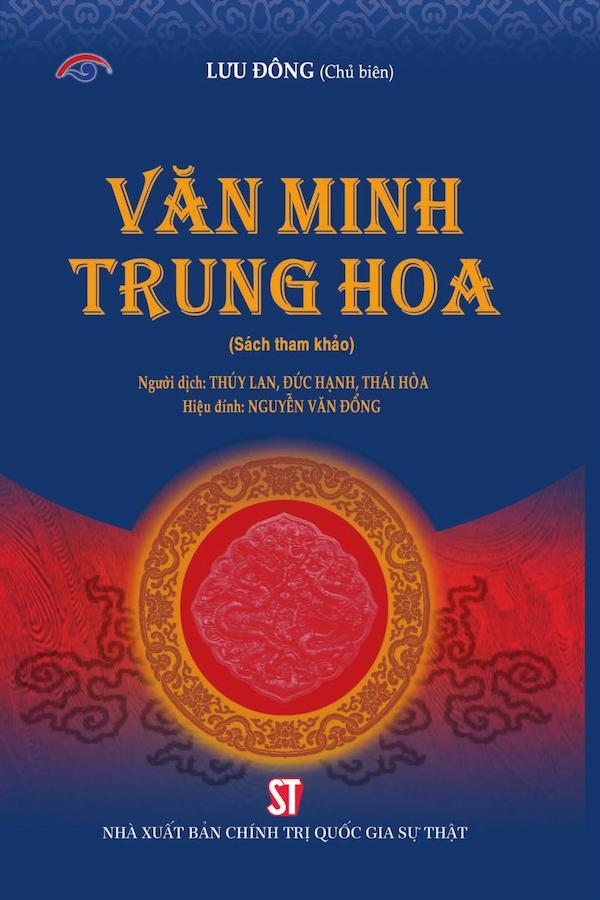 LƯU ĐÔNG (Chủ biên)
VĂN MINH
TRUNG HOA
(Sách tham khảo)
Người dịch: THÚY LAN, ĐỨC HẠNH, THÁI HÒA
Hiệu đính: NGUYỄN VĂN ĐỔNG
ST
NHÀ XUẤT BẢN CHÍNH TRỊ QUỐC GIA SỰ THẬT